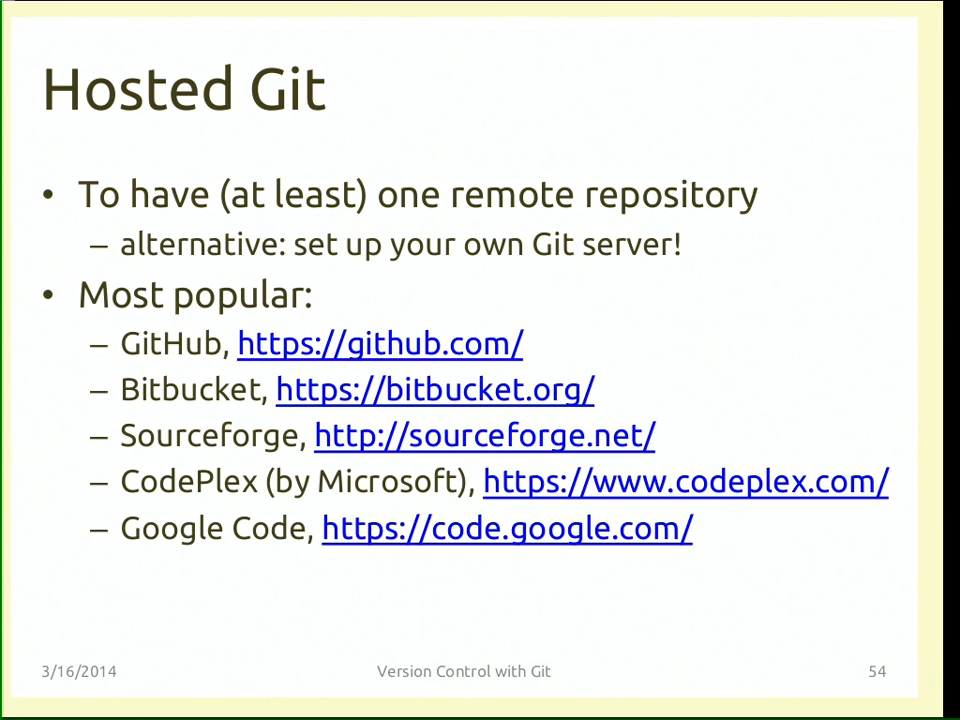 Hosted Git
• To have (at least) one remote repository
– alternative: set up your own Git server!
• Most popular:
– GitHub, https://github.com/
– Bitbucket, https://bitbucket.org/
– Sourceforge, http://sourceforge.net/
– CodePlex (by Microsoft), https://www.codeplex.com/
– Google Code, https://code.google.com/
3/16/2014 Version Control with Git 54